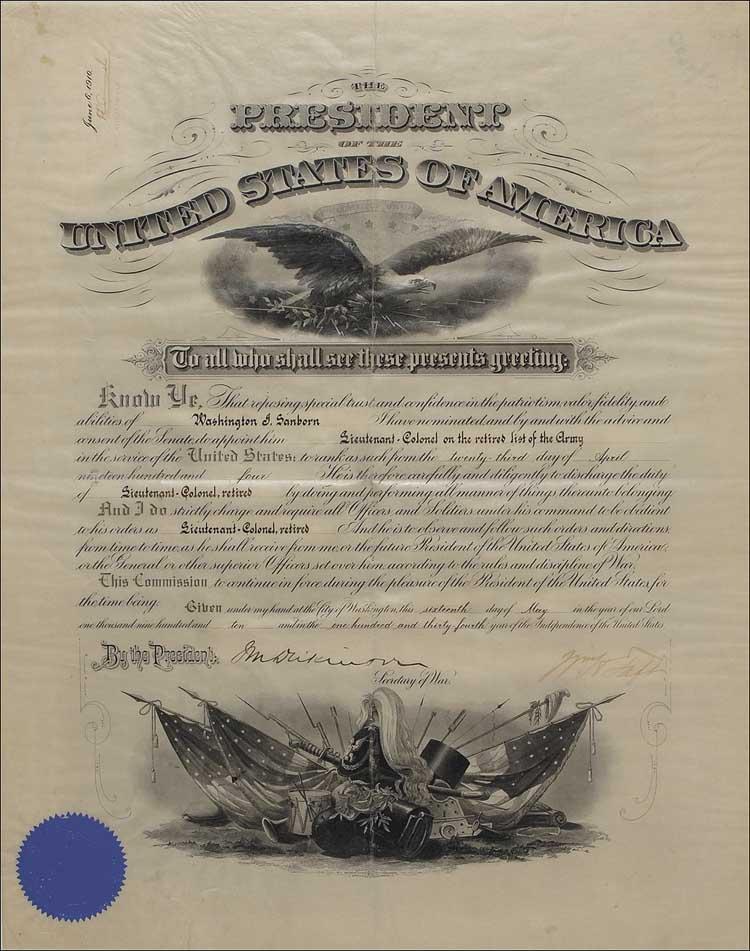 June 6, 1910.
THE
PRESIDENT
OF THE
UNITED STATES OF AMERICA
To all who shall see these presents greeting:
Know Ye, That reposing special trust and confidence in the patriotism, valor, fidelity and
abilities of Washington I. Sanborn I have nominated, and by and with the advice and
consent of the Senate, do appoint him Lieutenant-Colonel on the retired list of the Army
in the service of the United States: to rank as such from the twenty-third day of April
nineteen hundred and four He is therefore carefully and diligently to discharge the duty
of Lieutenant-Colonel, retired by doing and performing all manner of things thereunto belonging.
And I do strictly charge and require all Officers and Soldiers under his command to be obedient
to his orders as Lieutenant-Colonel, retired And he is to observe and follow such orders and directions,
from time to time, as he shall receive from me, or the future President of the United States of America,
or the General or other superior Officers set over him, according to the rules and discipline of War.
This Commission to continue in force during the pleasure of the President of the United States, for
the time being.
Given under my hand at the City of Washington, this sixteenth day of May in the year of our Lord
one thousand nine hundred and ten and in the one hundred and thirty fourth year of the Independence of the United States.
By the President: J M Dickinson Wm H Taft
Secretary of War.